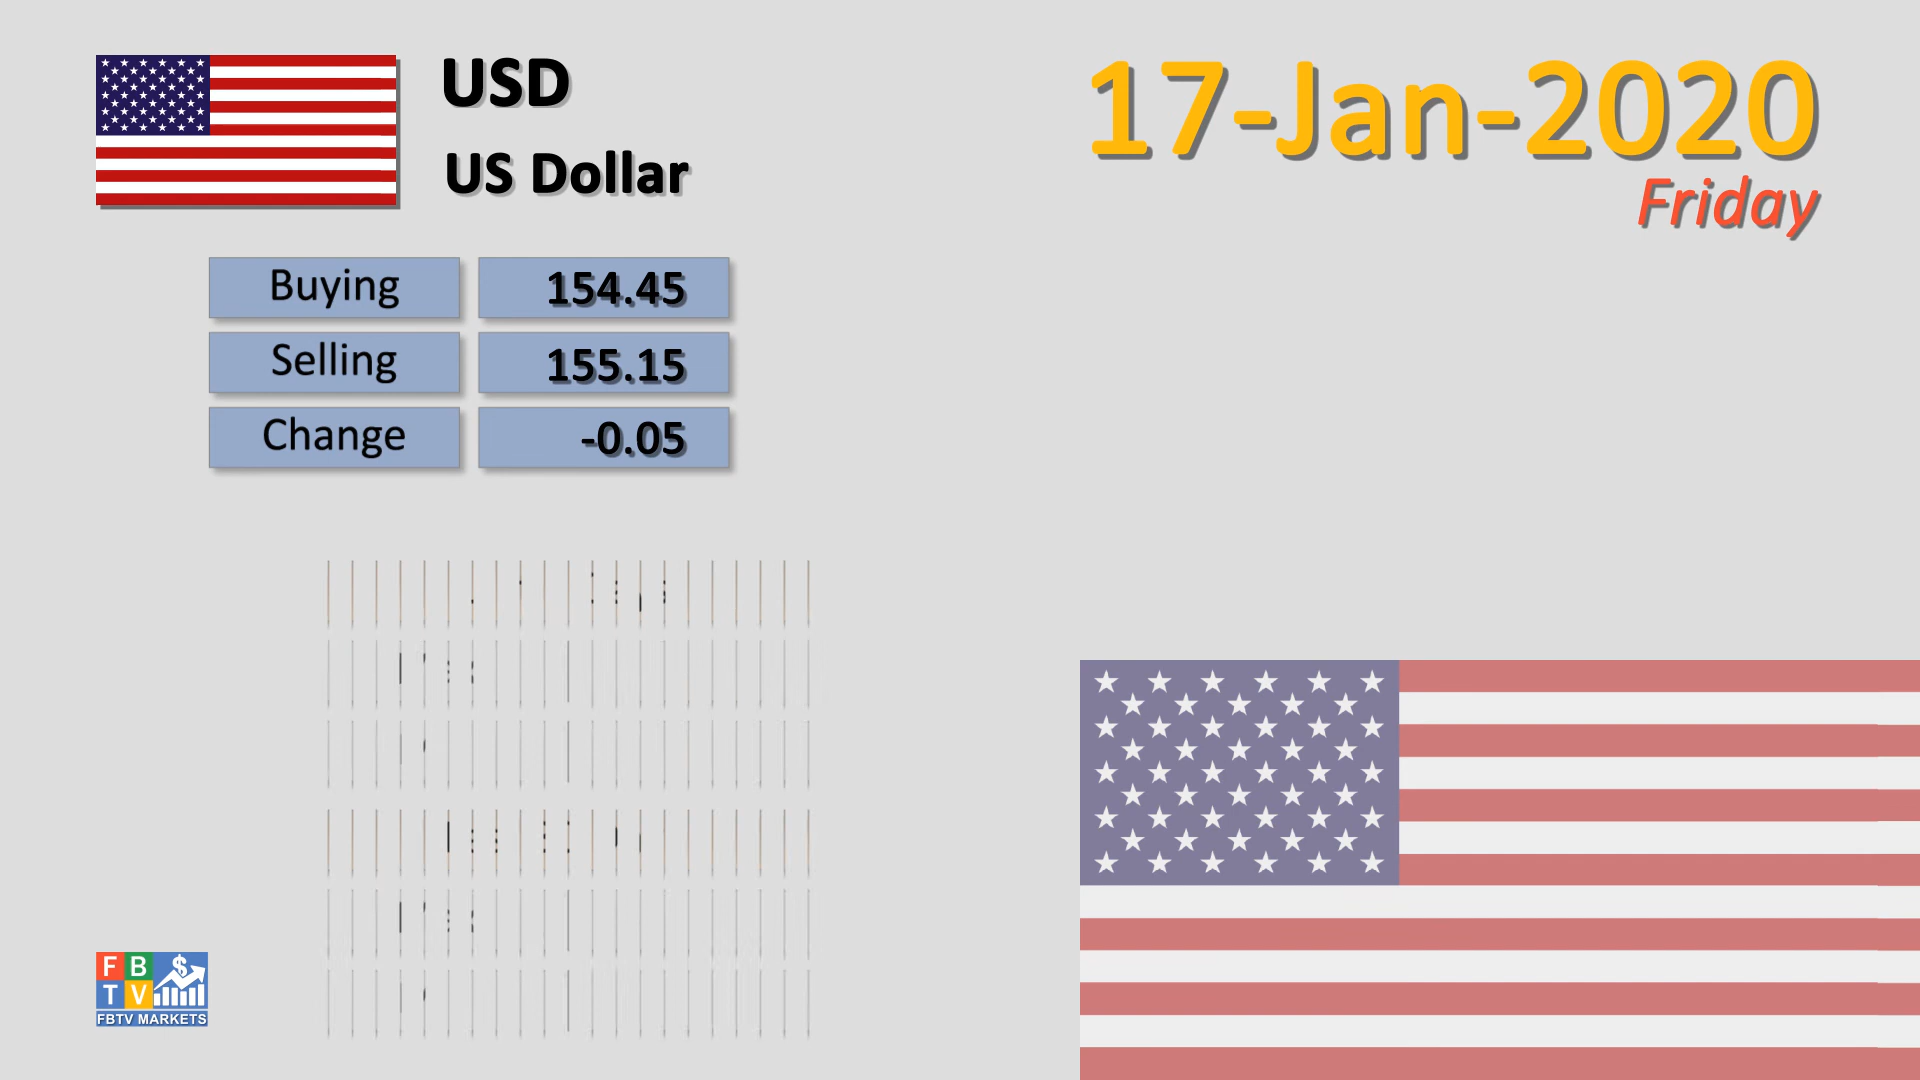 USD
US Dollar
17-Jan-2020
Friday
Buying 154.45
Selling 155.15
Change -0.05
F B
T V
$
FBTV MARKETS